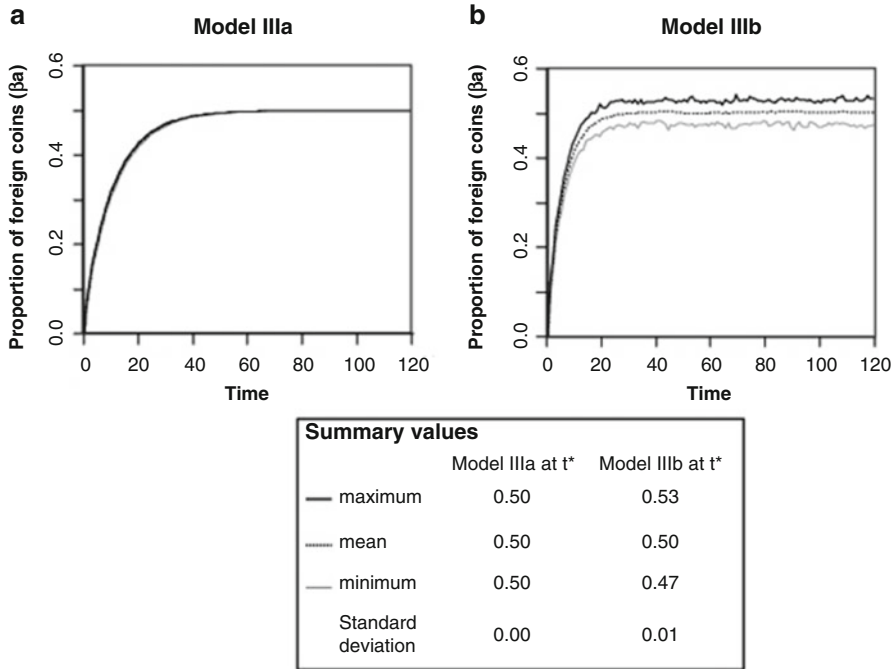 a
Model IIIa
Proportion of foreign coins (βa)
0.6
0.4
0.2
0.0
0 20 40 60 80 100 120
Time
b
Model IIIb
Proportion of foreign coins (βa)
0.6
0.4
0.2
0.0
0 20 40 60 80 100 120
Time
Summary values
Model IIIa at t* Model IIIb at t*
maximum 0.50 0.53
mean 0.50 0.50
minimum 0.50 0.47
Standard
deviation 0.00 0.01